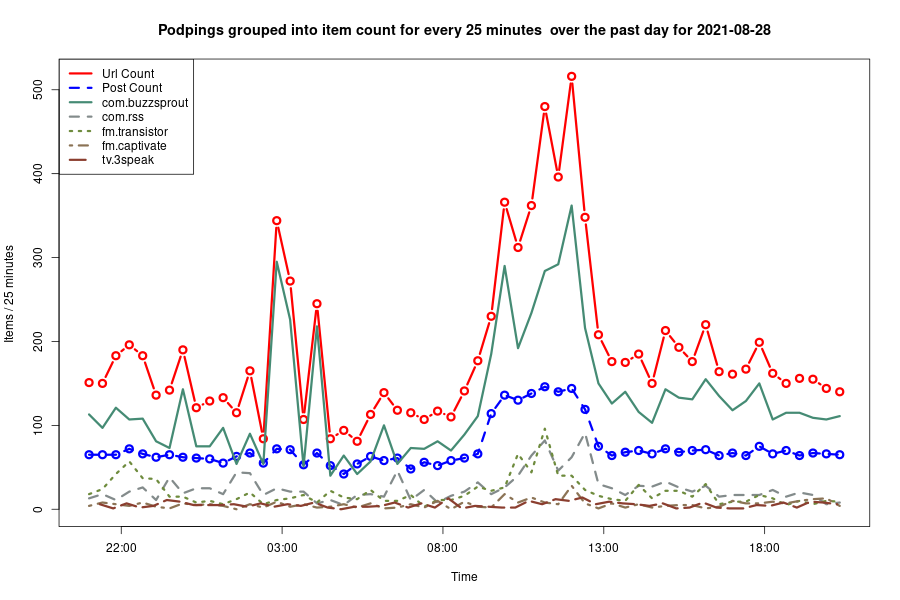 Podpings grouped into item count for every 25 minutes  over the past day for 2021-08-28
Url Count
Post Count
com.buzzsprout
com.rss
fm.transistor
fm.captivate
tv.3speak
500
400
300
200
100
0
Items / 25 minutes
22:00 03:00 08:00 13:00 18:00
Time